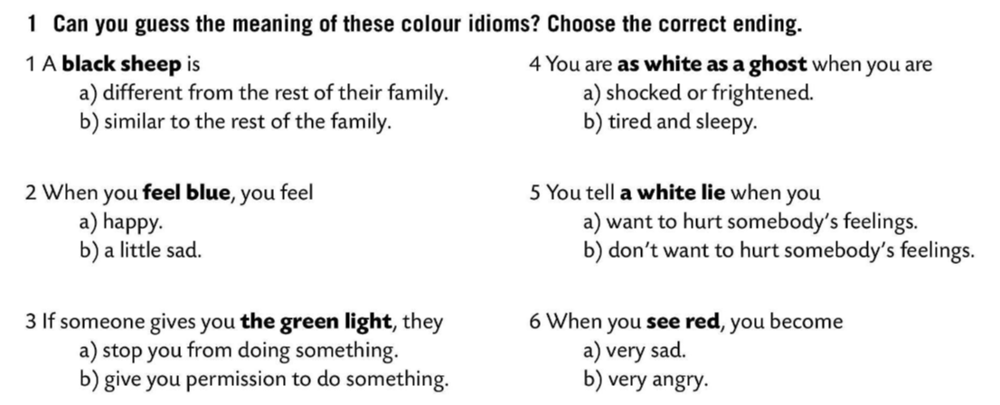 1 Can you guess the meaning of these colour idioms? Choose the correct ending.
1 A black sheep is
a) different from the rest of their family.
b) similar to the rest of the family.
2 When you feel blue, you feel
a) happy.
b) a little sad.
3 If someone gives you the green light, they
a) stop you from doing something.
b) give you permission to do something.
4 You are as white as a ghost when you are
a) shocked or frightened.
b) tired and sleepy.
5 You tell a white lie when you
a) want to hurt somebody's feelings.
b) don't want to hurt somebody's feelings.
6 When you see red, you become
a) very sad.
b) very angry.